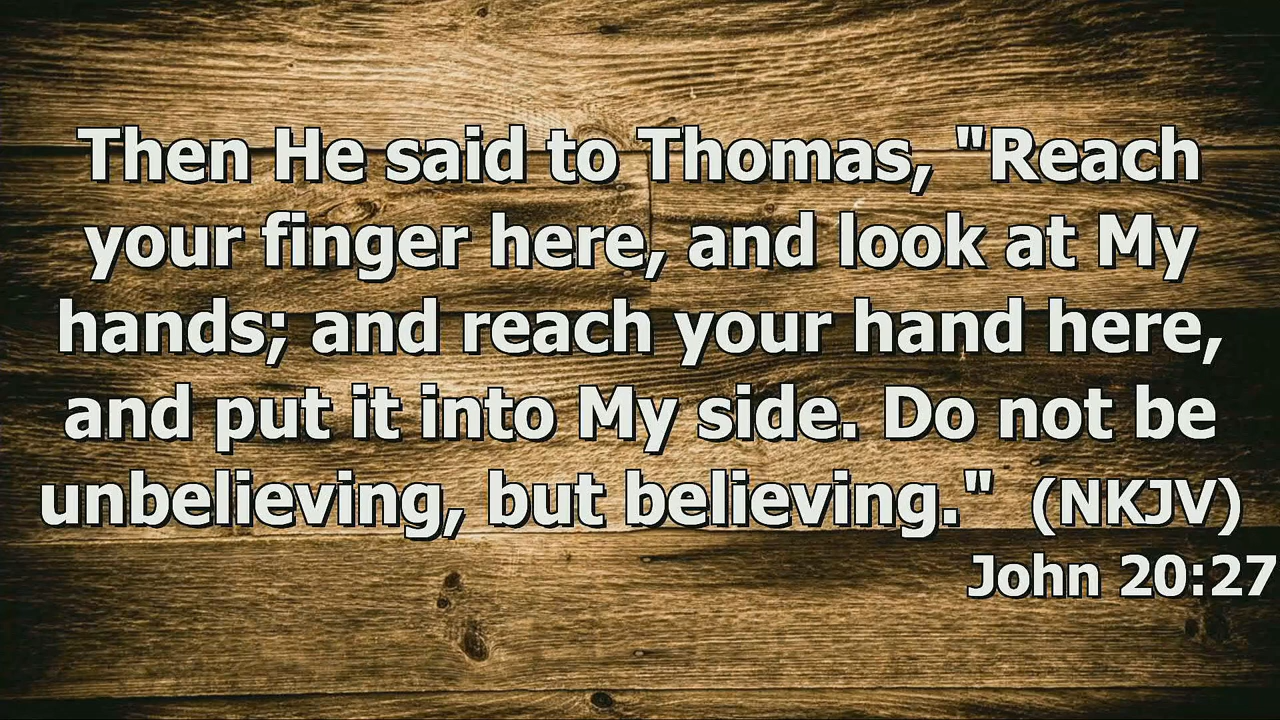 Then He said to Thomas, "Reach
your finger here, and look at My
hands; and reach your hand here,
and put it into My side. Do not be
unbelieving, but believing." (NKJV)
John 20:27